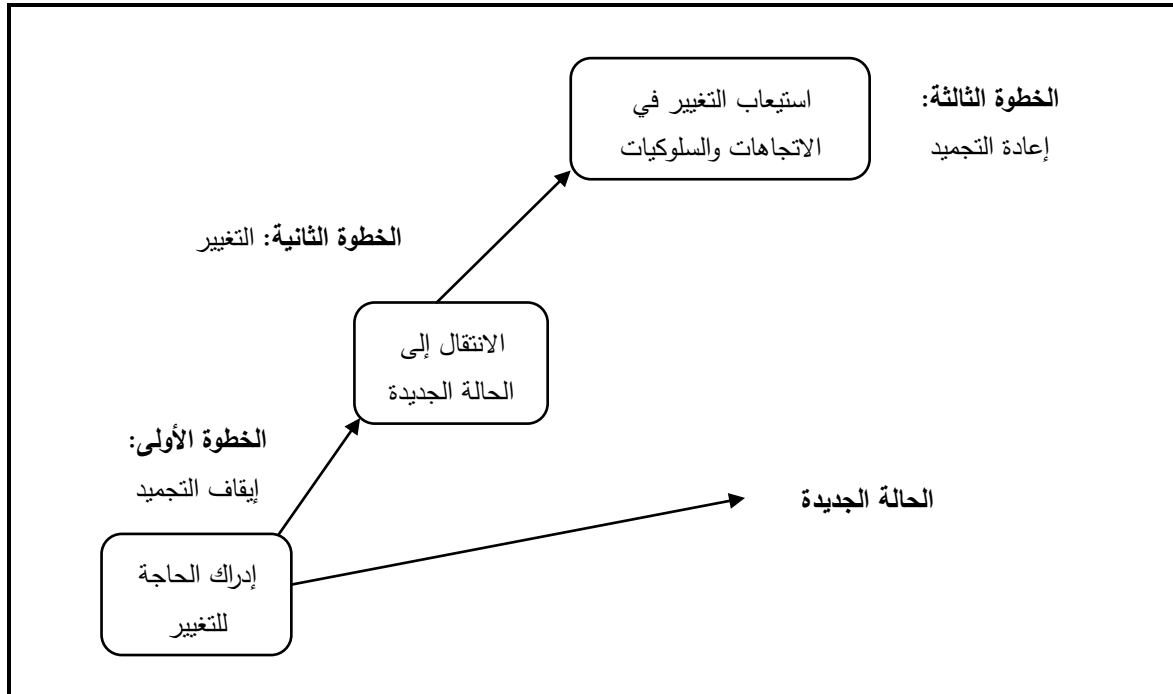 الخطوة الثالثة:
إعادة التجميد
استيعاب التغيير في
الاتجاهات والسلوكيات
الخطوة الثانية: التغيير
الانتقال إلى
الحالة الجديدة
الخطوة الأولى:
إيقاف التجميد
الحالة الجديدة
إدراك الحاجة
للتغيير